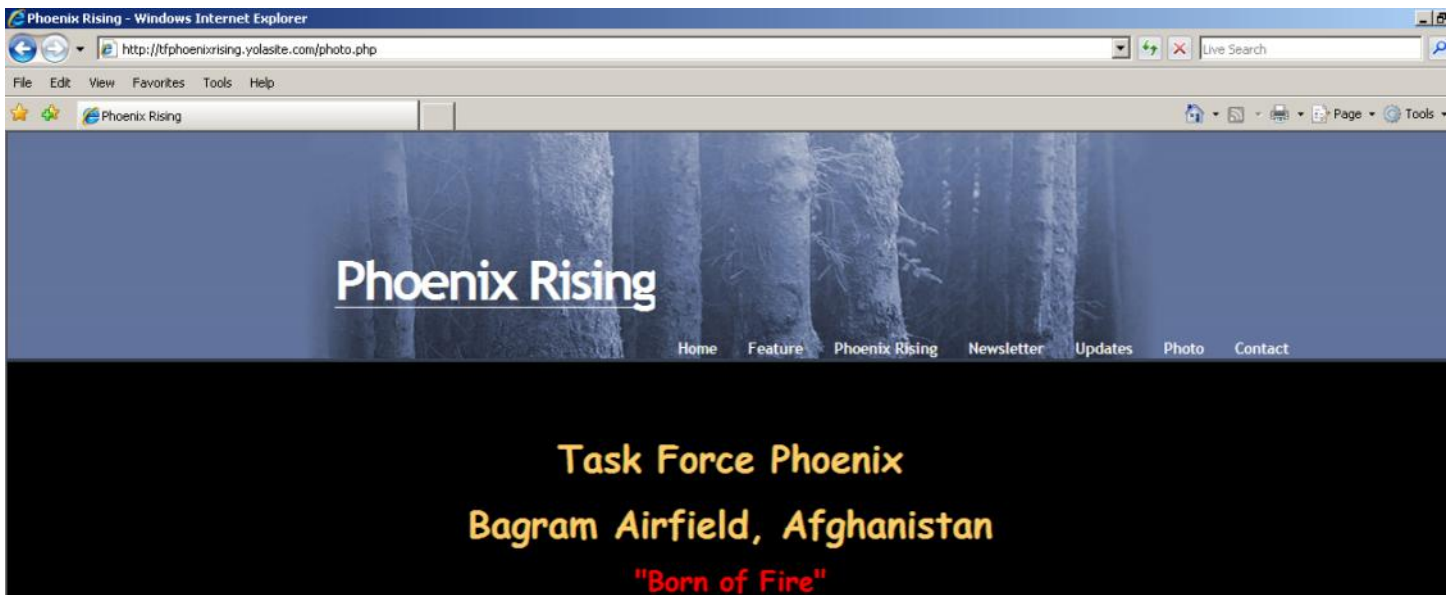 Phoenix Rising - Windows Internet Explorer
http://tfphoenixrising.yolasite.com/photo.php
Live Search
File Edit View Favorites Tools Help
Phoenix Rising
Page Tools
Phoenix Rising
Home Feature Phoenix Rising Newsletter Updates Photo Contact
Task Force Phoenix
Bagram Airfield, Afghanistan
"Born of Fire"